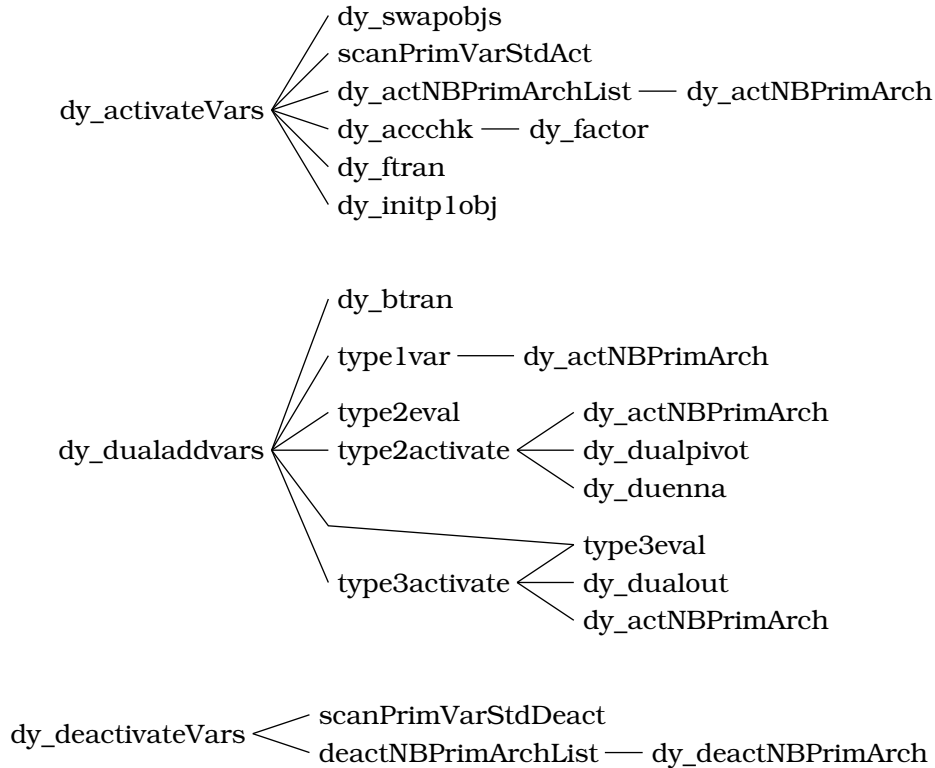 dy_swapobjs
scanPrimVarStdAct
dy_actNBPrimArchList dy_actNBPrimArch
dy_activateVars
dy_accchk dy_factor
dy_ftran
dy_initp1obj
dy_btran
type1var dy_actNBPrimArch
type2eval dy_actNBPrimArch
dy_dualaddvars type2activate dy_dualpivot
dy_duenna
type3eval
type3activate dy_dualout
dy_actNBPrimArch
scanPrimVarStdDeact
dy_deactivateVars
deactNBPrimArchList dy_deactNBPrimArch